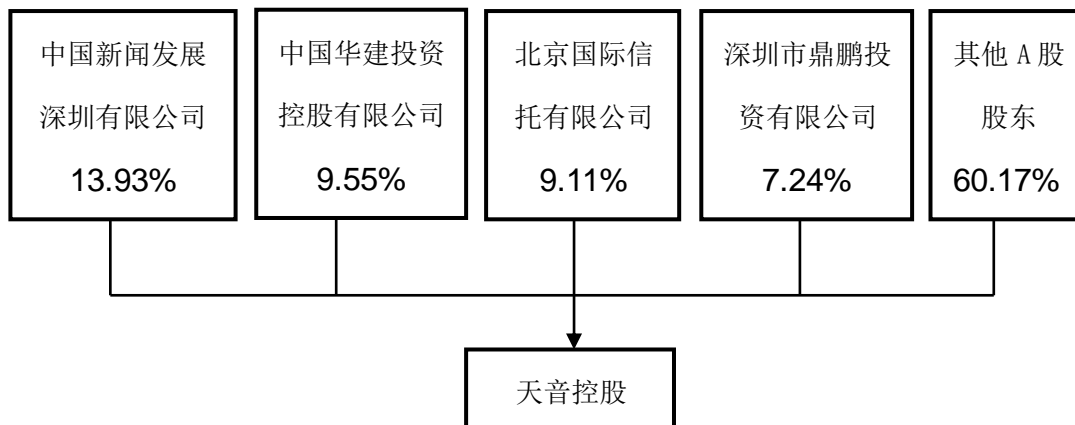 中国新闻发展
深圳有限公司
13.93%
中国华建投资
控股有限公司
9.55%
北京国际信
托有限公司
9.11%
深圳市鼎鹏投
资有限公司
7.24%
其他 A 股
股东
60.17%
天音控股